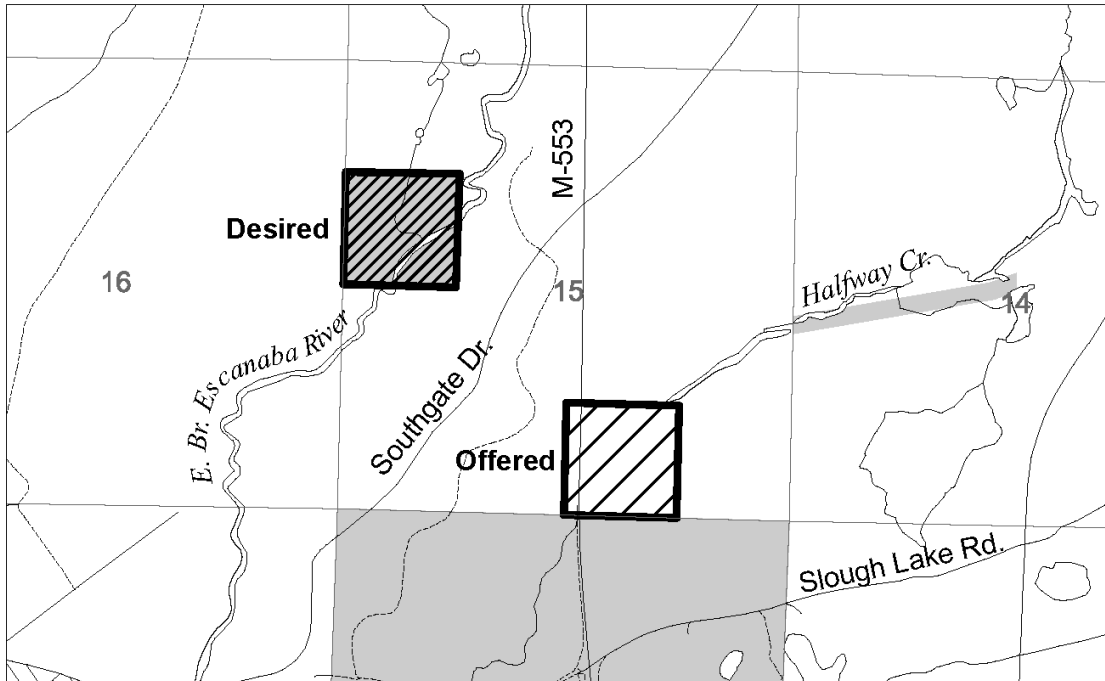 M-553
Desired
16
15
Halfway Cr.
14
E. Br. Escanaba River
Southgate Dr.
Offered
Slough Lake Rd.